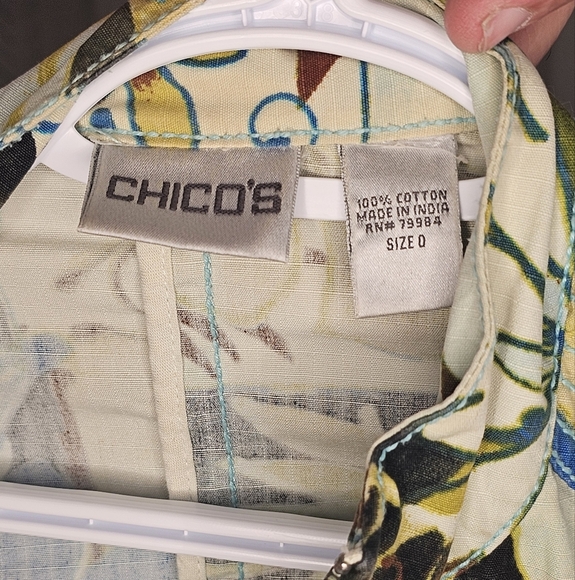 CHICO'S
100% COTTON
MADE IN INDIA
RN# 79984
SIZE 0